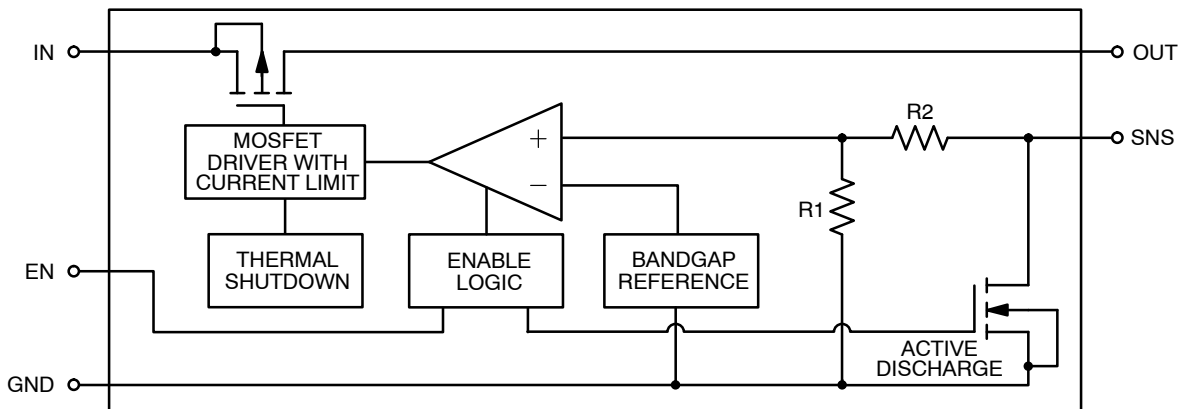 IN
OUT
R2
SNS
MOSFET
DRIVER WITH
CURRENT LIMIT
+
−
R1
THERMAL
SHUTDOWN
ENABLE
LOGIC
BANDGAP
REFERENCE
EN
ACTIVE
DISCHARGE
GND